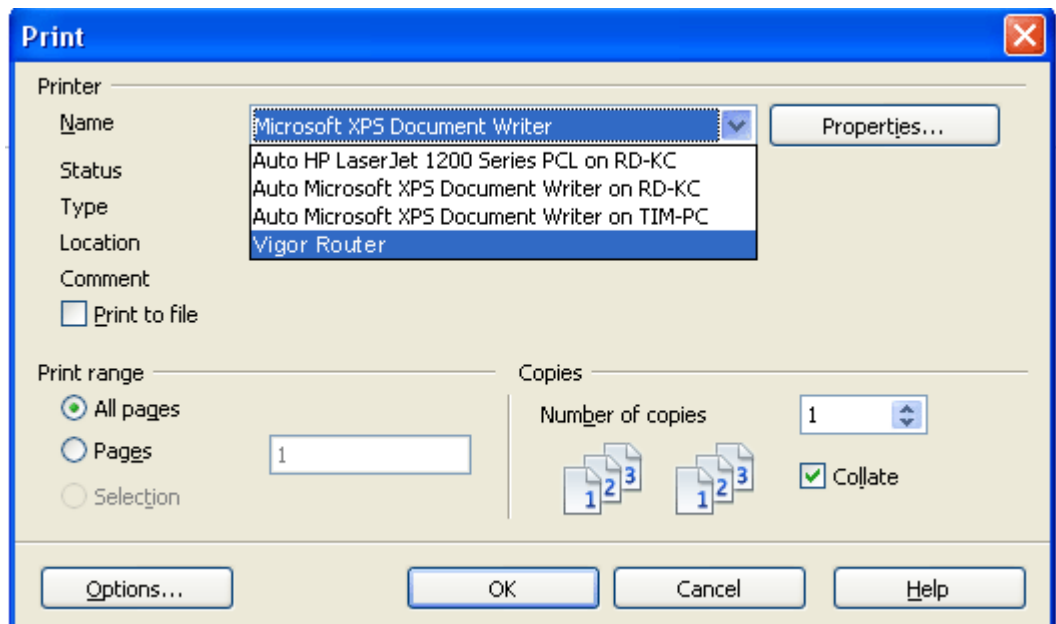 Print
Printer
Name
Microsoft XPS Document Writer
Properties...
Auto HP LaserJet 1200 Series PCL on RD-KC
Status
Auto Microsoft XPS Document Writer on RD-KC
Type
Auto Microsoft XPS Document Writer on TIM-PC
Location
Vigor Router
Comment
Print to file
Print range
Copies
All pages
Number of copies
1
Pages
1
1 2 3
1 2 3
Collate
Selection
Options...
OK
Cancel
Help